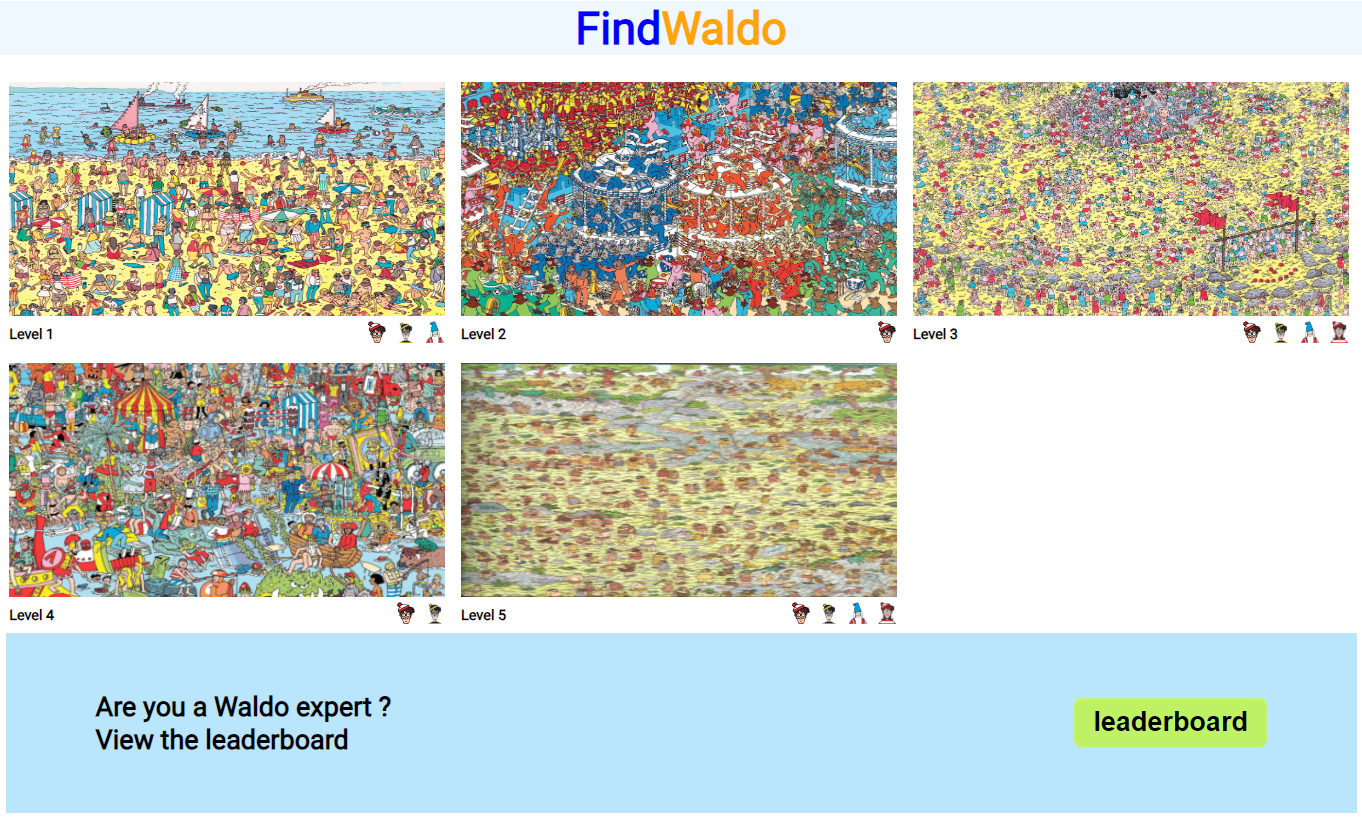 FindWaldo
Level 1
Level 2
Level 3
Level 4
Level 5
Are you a Waldo expert ?
View the leaderboard
leaderboard